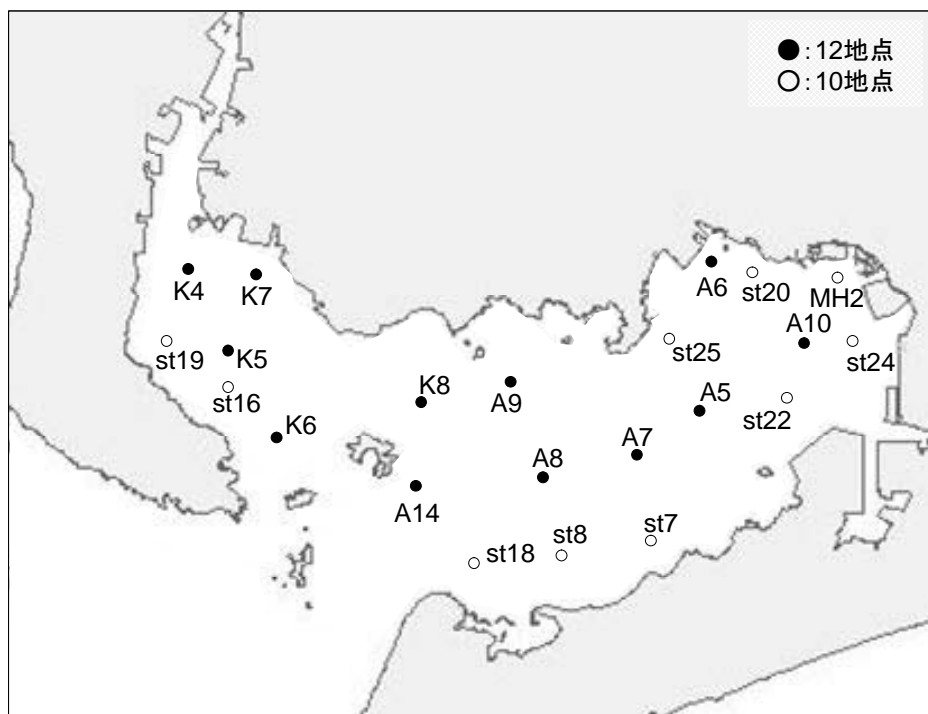 ●:12地点
○:10地点
A6
st20
MH2
K4
K7
A10
st19
K5
st25
st24
st16
K8
A9
A5
st22
K6
A7
A8
A14
st8
st7
st18